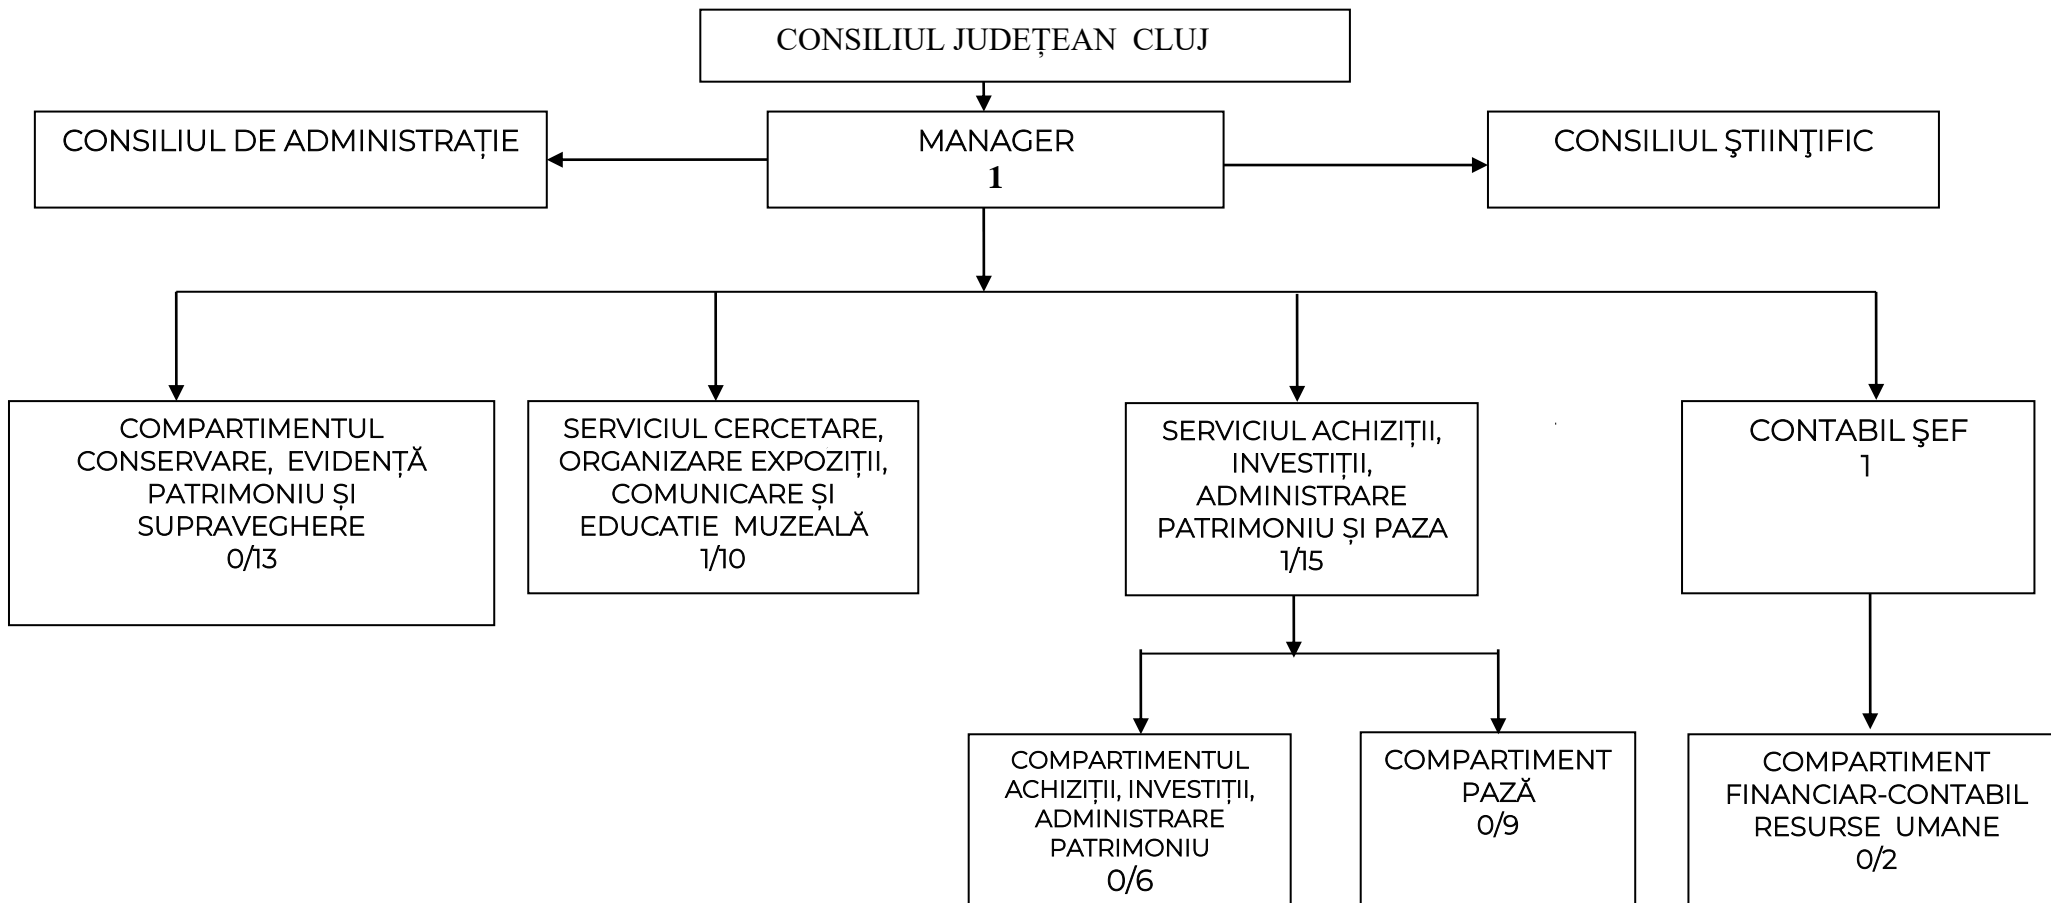 CONSILIUL JUDEȚEAN CLUJ
CONSILIUL DE ADMINISTRAȚIE
MANAGER
1
CONSILIUL ŞTIINŢIFIC
COMPARTIMENTUL
CONSERVARE, EVIDENȚĂ
PATRIMONIU ȘI
SUPRAVEGHERE
0/13
SERVICIUL CERCETARE,
ORGANIZARE EXPOZIȚII,
COMUNICARE ȘI
EDUCATIE MUZEALĂ
1/10
SERVICIUL ACHIZIȚII,
INVESTIȚII,
ADMINISTRARE
PATRIMONIU ȘI PAZA
1/15
CONTABIL ŞEF
1
COMPARTIMENTUL
ACHIZIȚII, INVESTIȚII,
ADMINISTRARE
PATRIMONIU
0/6
COMPARTIMENT
PAZĂ
0/9
COMPARTIMENT
FINANCIAR-CONTABIL
RESURSE UMANE
0/2